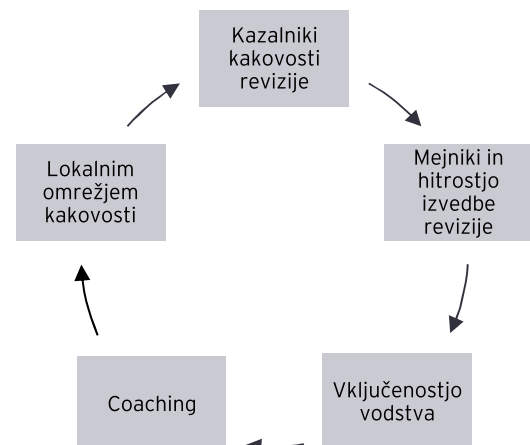 Kazalniki
kakovosti
revizije
Mejniki in
hitrostjo
izvedbe
revizije
Vključenostjo
vodstva
Coaching
Lokalnim
omrežjem
kakovosti